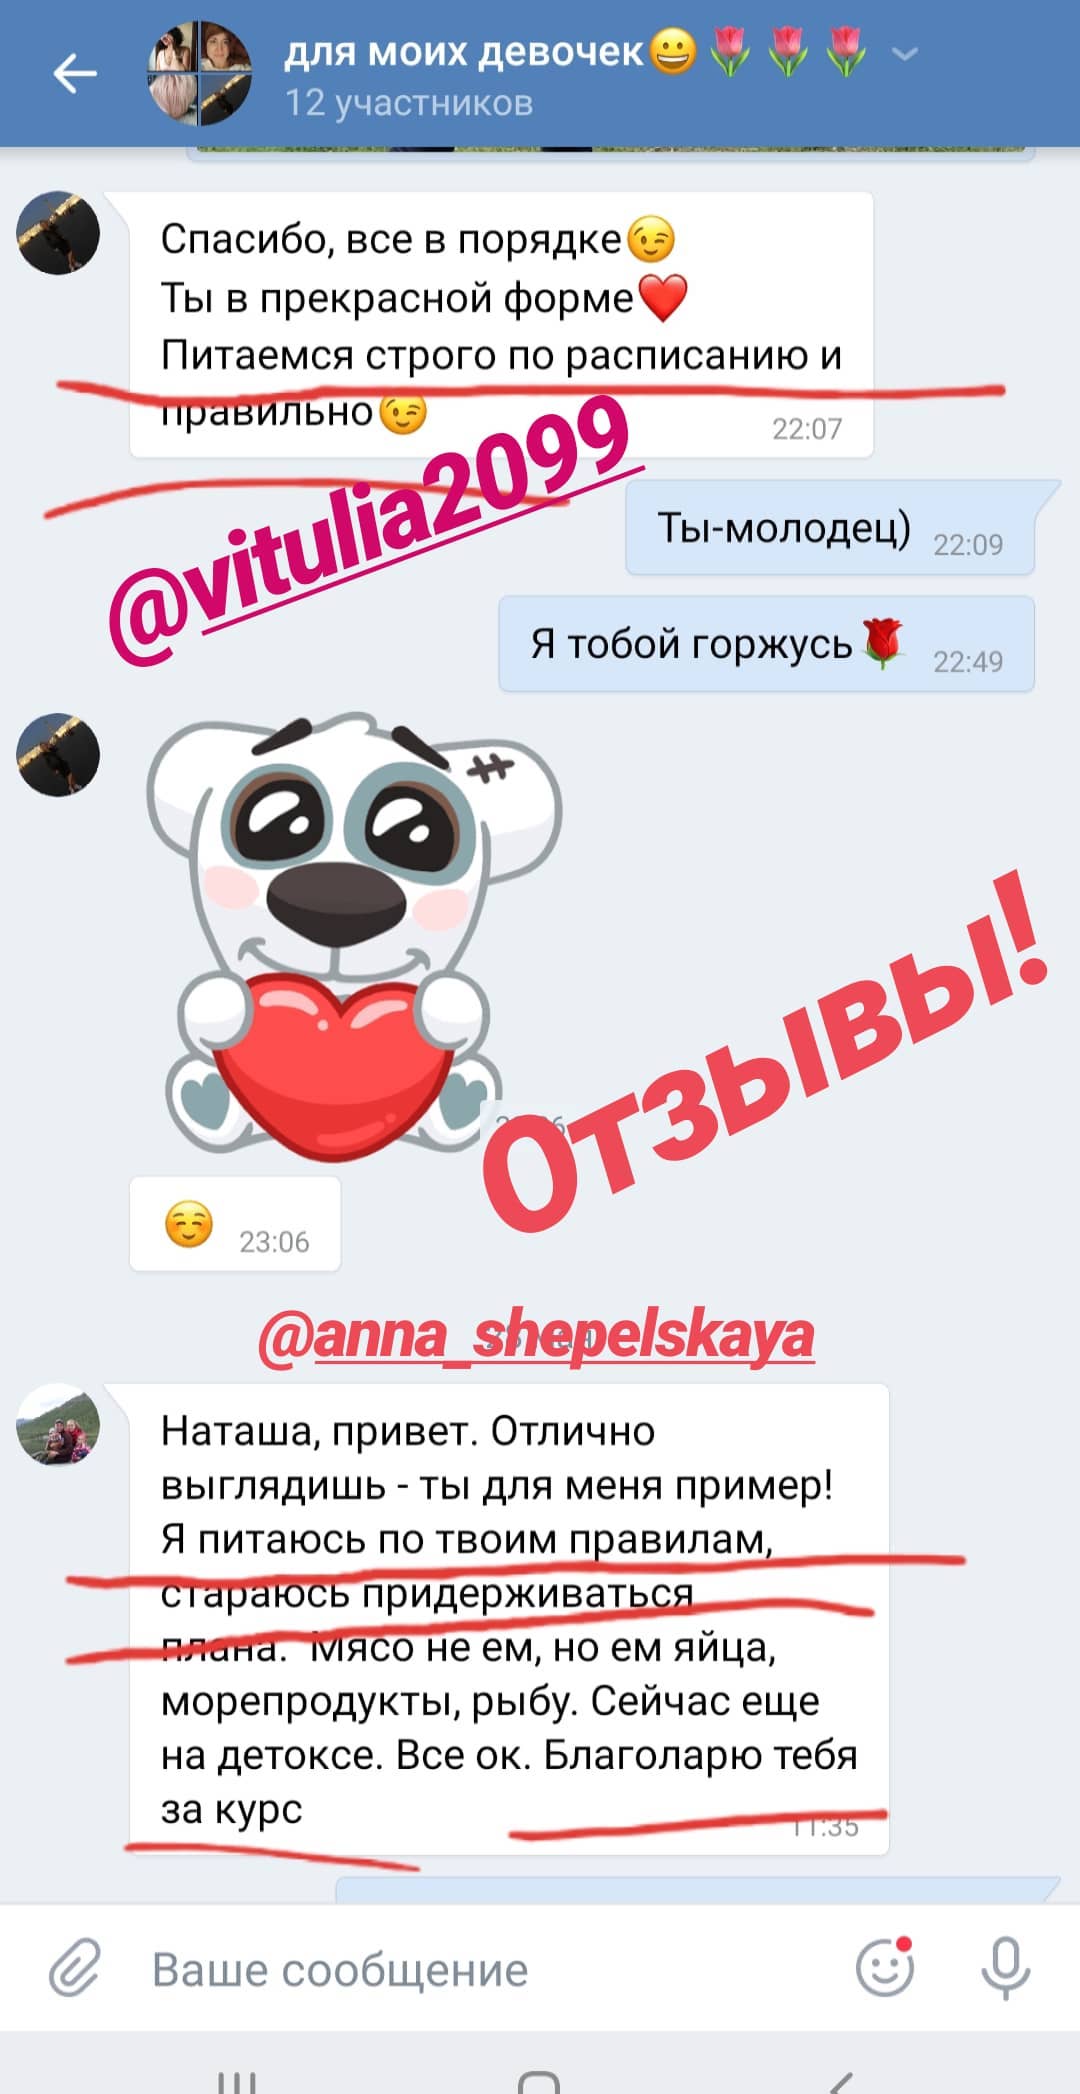 для моих девочек😀🌷🌷🌷
12 участников
Спасибо, все в порядке😉
Ты в прекрасной форме❤️
Питаемся строго по расписанию и
правильно😉
22:07
@vitulia2099
Ты-молодец)
22:09
Я тобой горжусь🌹
22:49
Отзывы!
☺️
23:06
@anna_shepelskaya
Наташа, привет. Отлично
выглядишь - ты для меня пример!
Я питаюсь по твоим правилам,
стараюсь придерживаться
плана. Мясо не ем, но ем яйца,
морепродукты, рыбу. Сейчас еще
на детоксе. Все ок. Благоларю тебя
за курс
11:35
Ваше сообщение